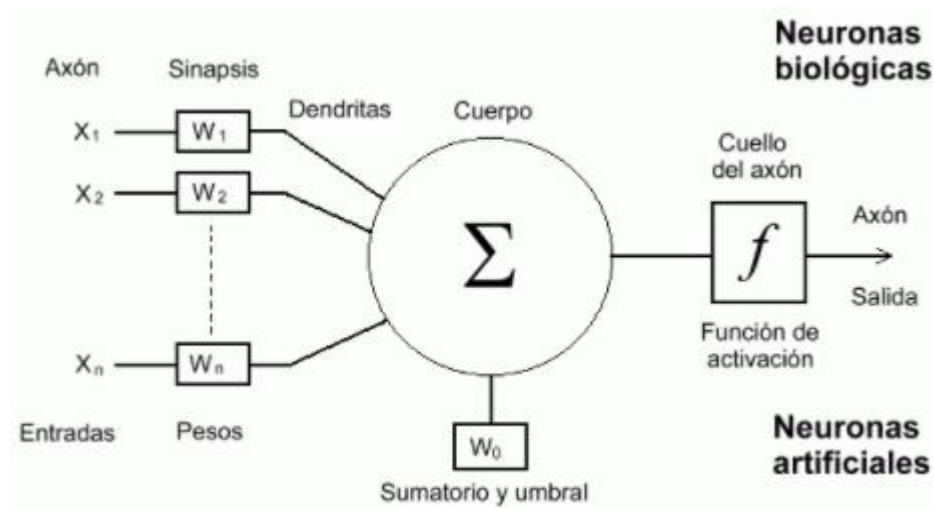 Neuronas
biológicas
Axón
Sinapsis
Dendritas
Cuerpo
Cuello
del axón
X1
W1
X2
W2
Σ
f
Axón
Salida
Función de
activación
Xn
Wn
Entradas
Pesos
W0
Sumatorio y umbral
Neuronas
artificiales